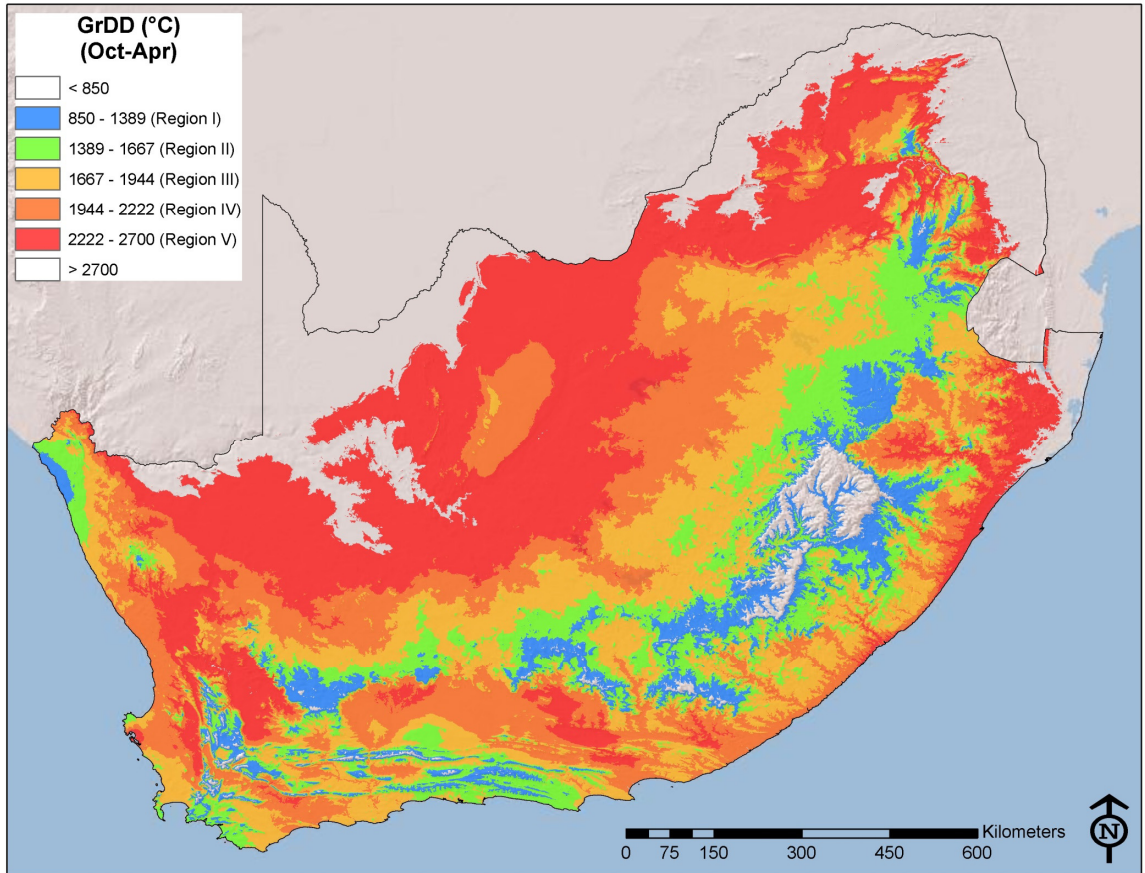 GrDD (°C)
(Oct-Apr)
< 850
850 - 1389 (Region I)
1389 - 1667 (Region II)
1667 - 1944 (Region III)
1944 - 2222 (Region IV)
2222 - 2700 (Region V)
> 2700
Kilometers
0 75 150 300 450 600
N